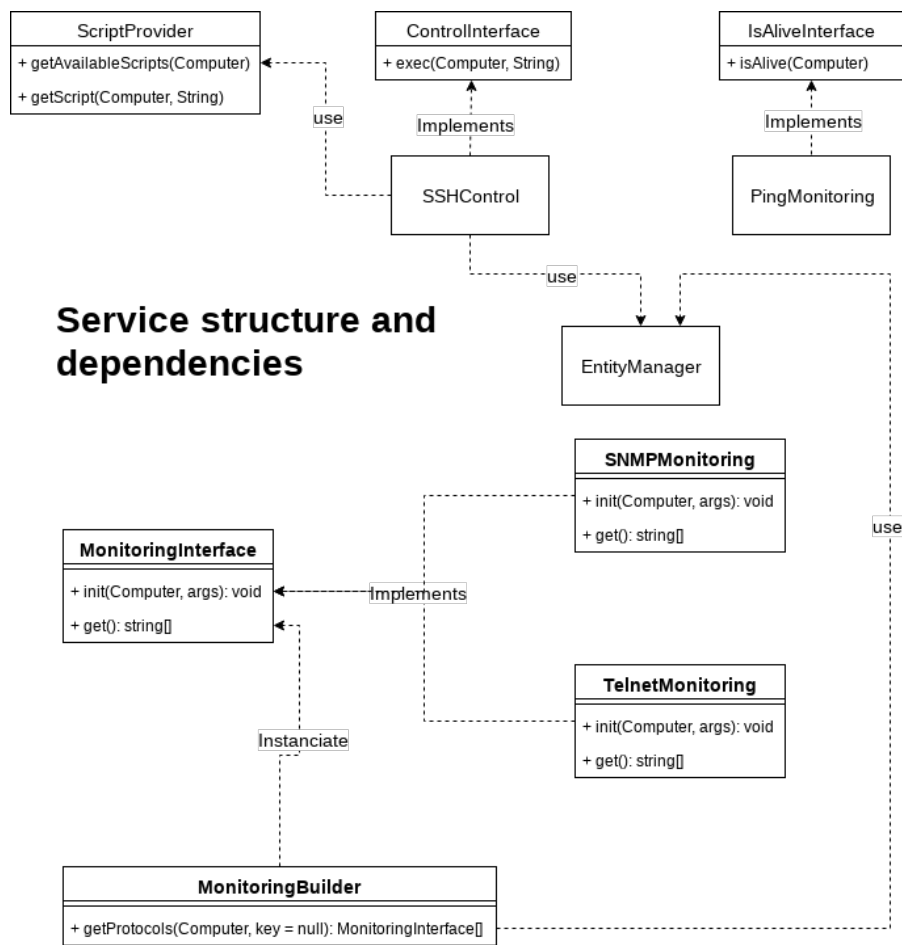 ScriptProvider
+ getAvailableScripts(Computer)
+ getScript(Computer, String)
ControlInterface
+ exec(Computer, String)
IsAliveInterface
+ isAlive(Computer)
use
Implements
Implements
SSHControl
PingMonitoring
use
Service structure and
dependencies
EntityManager
SNMPMonitoring
+ init(Computer, args): void
+ get(): string[]
use
MonitoringInterface
+ init(Computer, args): void
+ get(): string[]
Implements
TelnetMonitoring
+ init(Computer, args): void
+ get(): string[]
Instanciate
MonitoringBuilder
+ getProtocols(Computer, key = null): MonitoringInterface[]